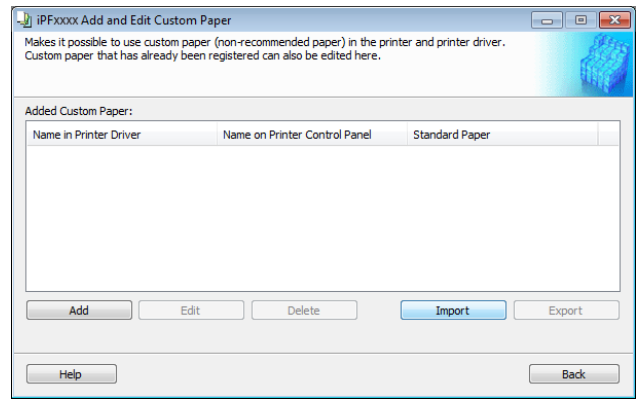 iPFxxxx Add and Edit Custom Paper
Makes it possible to use custom paper (non-recommended paper) in the printer and printer driver.
Custom paper that has already been registered can also be edited here.
Added Custom Paper:
Name in Printer Driver Name on Printer Control Panel Standard Paper
Add Edit Delete Import Export
Help Back